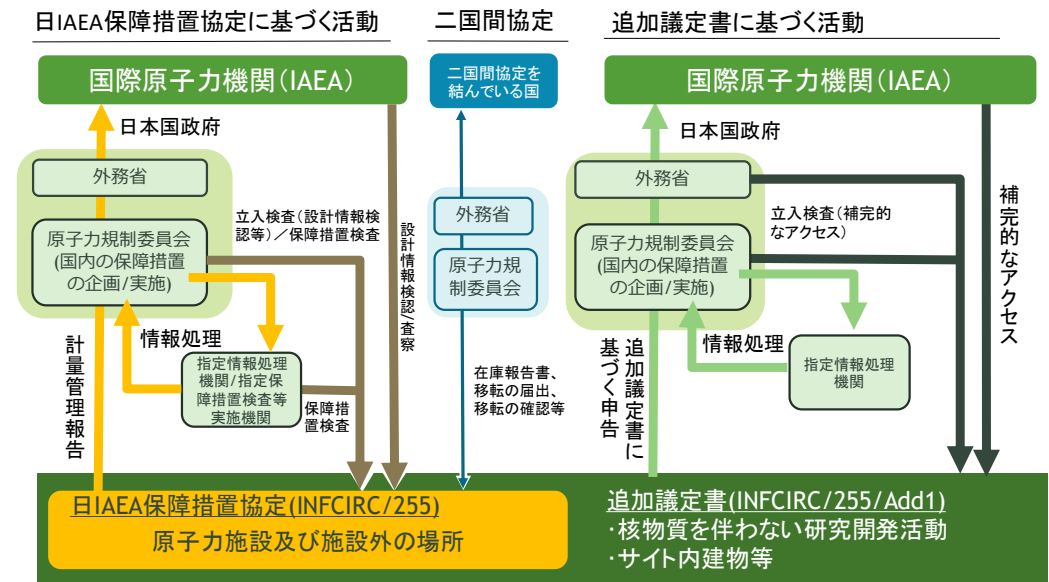 日IAEA保障措置協定に基づく活動
国際原子力機関(IAEA)
日本国政府
外務省
原子力規制委員会
(国内の保障措置
の企画/実施)
立入検査(設計情報検
認等)/保障措置検査
設計情報検認/査察
情報処理
指定情報処理
機関/指定保
障措置検査等
実施機関
保障措
置検査
計量管理報告
二国間協定
二国間協定を
結んでいる国
外務省
原子力規
制委員会
在庫報告書、
移転の届出、
移転の確認等
追加議定書に基づく活動
国際原子力機関(IAEA)
日本国政府
外務省
原子力規制委員会
(国内の保障措置
の企画/実施)
立入検査(補完的
なアクセス)
補完的なアクセス
情報処理
指定情報処理
機関
追加議定書に
基づく申告
日IAEA保障措置協定(INFCIRC/255)
原子力施設及び施設外の場所
追加議定書(INFCIRC/255/Add1)
・核物質を伴わない研究開発活動
・サイト内建物等